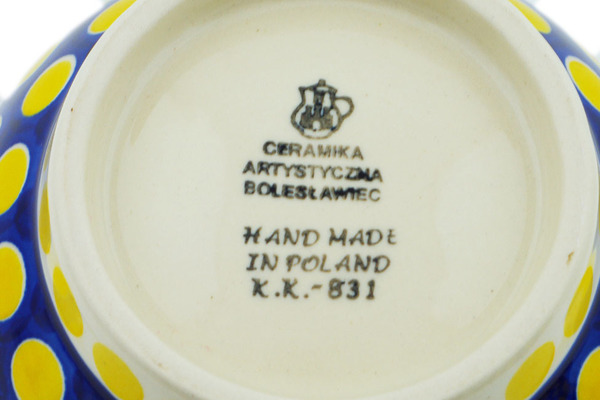 CERAMIKA
ARTYSTYCZNA
BOLESŁAWIEC
HAND MADE
IN POLAND
K.K.-831